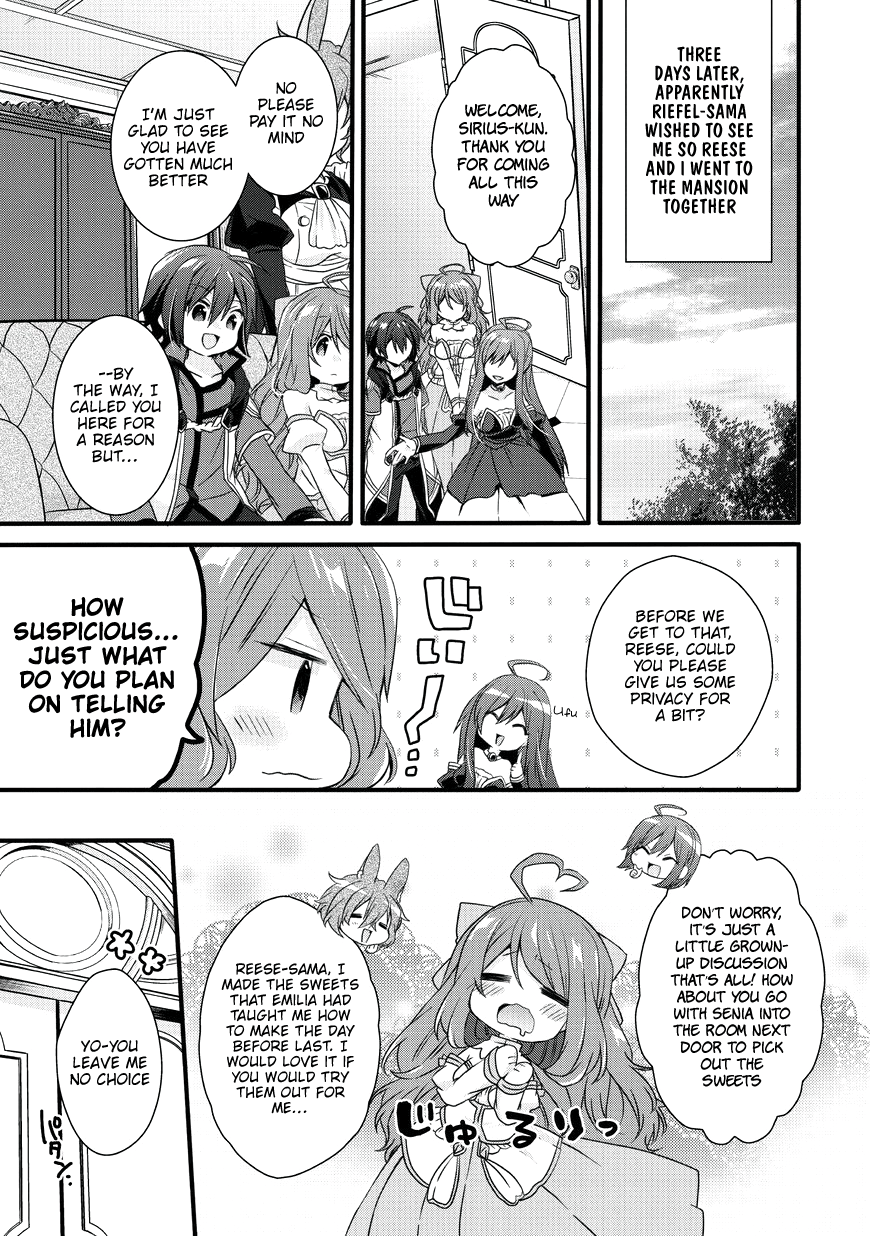 THREE
DAYS LATER,
APPARENTLY
RIEFEL-SAMA
WISHED TO SEE
ME SO REESE
AND I WENT TO
THE MANSION
TOGETHER
WELCOME,
SIRIUS-KUN.
THANK YOU
FOR COMING
ALL THIS
WAY
NO
PLEASE
PAY IT NO
MIND
I'M JUST
GLAD TO SEE
YOU HAVE
GOTTEN MUCH
BETTER
--BY
THE WAY, I
CALLED YOU
HERE FOR
A REASON
BUT...
BEFORE WE
GET TO THAT,
REESE, COULD
YOU PLEASE
GIVE US SOME
PRIVACY FOR
A BIT?
Ufu
じぃー…
HOW
SUSPICIOUS...
JUST WHAT
DO YOU PLAN
ON TELLING
HIM?
DON'T WORRY,
IT'S JUST A
LITTLE GROWN-
UP DISCUSSION
THAT'S ALL! HOW
ABOUT YOU GO
WITH SENIA INTO
THE ROOM NEXT
DOOR TO PICK
OUT THE
SWEETS
REESE-SAMA, I
MADE THE SWEETS
THAT EMILIA HAD
TAUGHT ME HOW
TO MAKE THE DAY
BEFORE LAST. I
WOULD LOVE IT IF
YOU WOULD TRY
THEM OUT FOR
ME...
じゅるりっ
YO-YOU
LEAVE ME
NO CHOICE
パタン